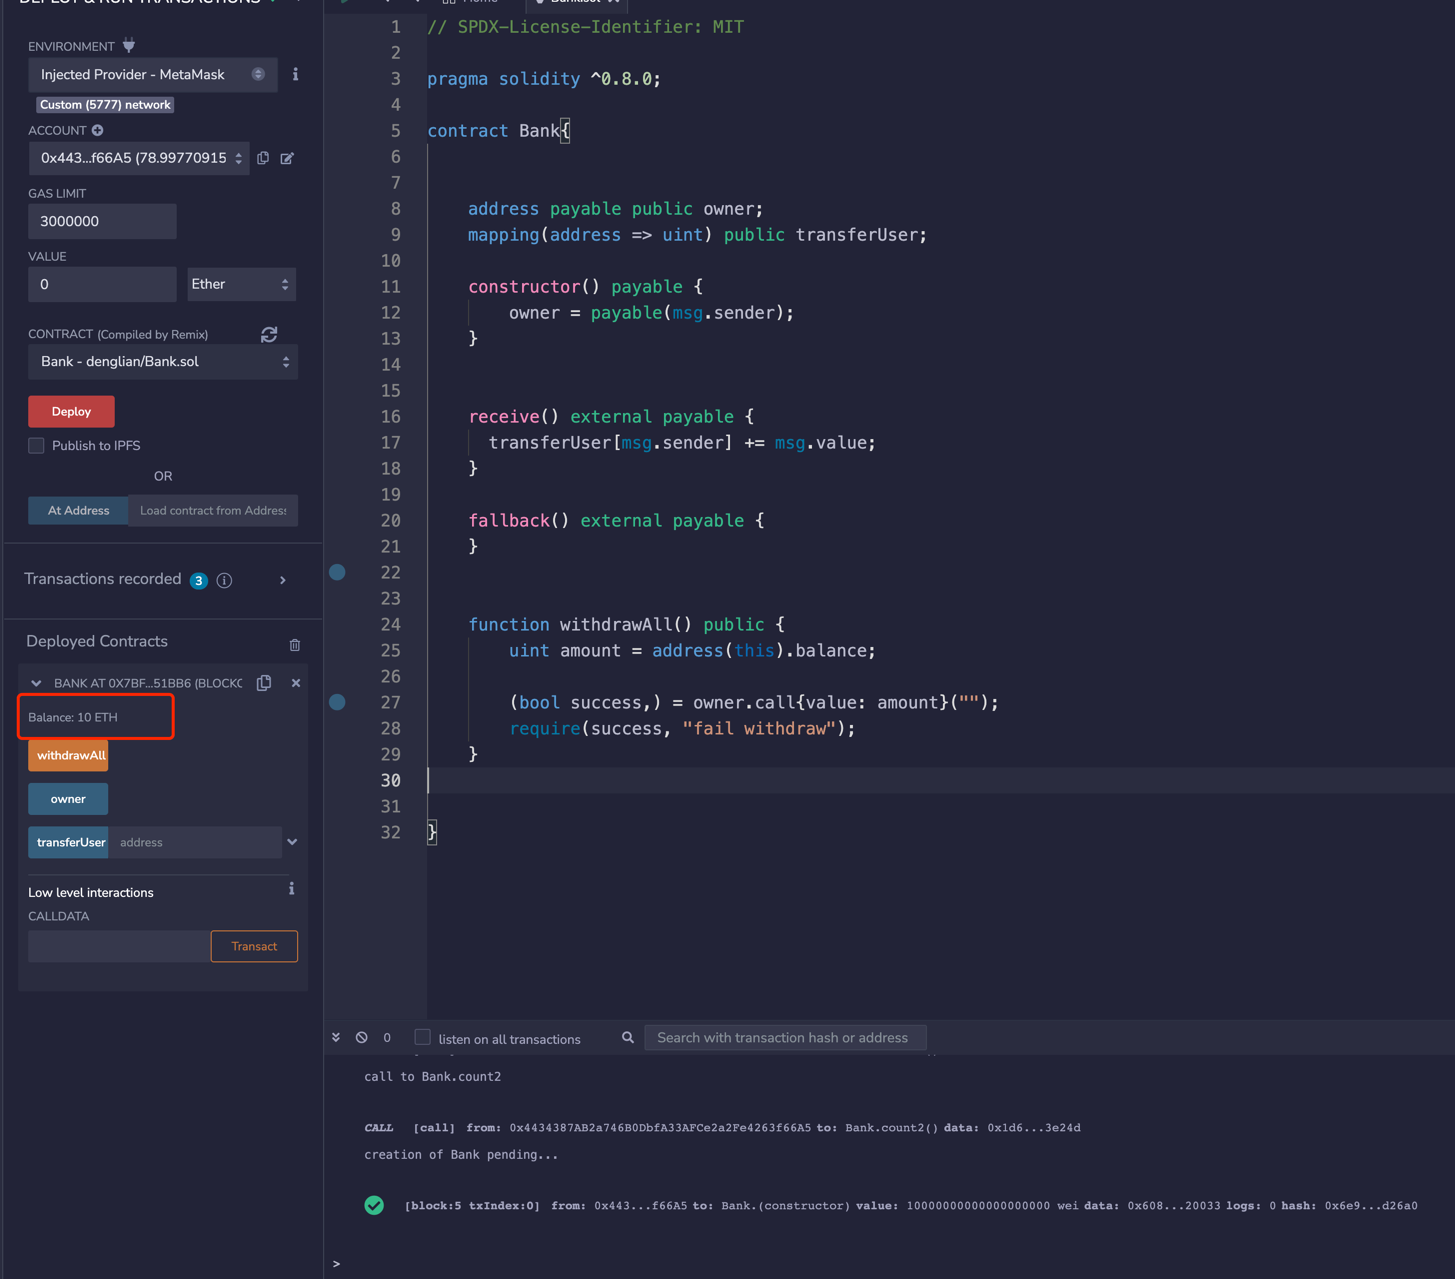 DEPLOY & RUN TRANSACTIONS
ENVIRONMENT
Injected Provider - MetaMask
Custom (5777) network
ACCOUNT
0x443...f66A5 (78.99770915
GAS LIMIT
3000000
VALUE
0
Ether
CONTRACT (Compiled by Remix)
Bank - denglian/Bank.sol
Deploy
Publish to IPFS
OR
At Address
Load contract from Address
Transactions recorded 3
Deployed Contracts
BANK AT 0X7BF...51BB6 (BLOCKC
Balance: 10 ETH
withdrawAll
owner
transferUser
address
Low level interactions
CALLDATA
Transact
Home
Bank.sol
1 // SPDX-License-Identifier: MIT
2
3 pragma solidity ^0.8.0;
4
5 contract Bank{
6
7
8 address payable public owner;
9 mapping(address => uint) public transferUser;
10
11 constructor() payable {
12 owner = payable(msg.sender);
13 }
14
15
16 receive() external payable {
17 transferUser[msg.sender] += msg.value;
18 }
19
20 fallback() external payable {
21 }
22
23
24 function withdrawAll() public {
25 uint amount = address(this).balance;
26
27 (bool success,) = owner.call{value: amount}("");
28 require(success, "fail withdraw");
29 }
30
31
32 }
0
listen on all transactions
Search with transaction hash or address
call to Bank.count2
CALL [call] from: 0x4434387AB2a746B0DbfA33AFCe2a2Fe4263f66A5 to: Bank.count2() data: 0x1d6...3e24d
creation of Bank pending...
[block:5 txIndex:0] from: 0x443...f66A5 to: Bank.(constructor) value: 10000000000000000000 wei data: 0x608...20033 logs: 0 hash: 0x6e9...d26a0
>